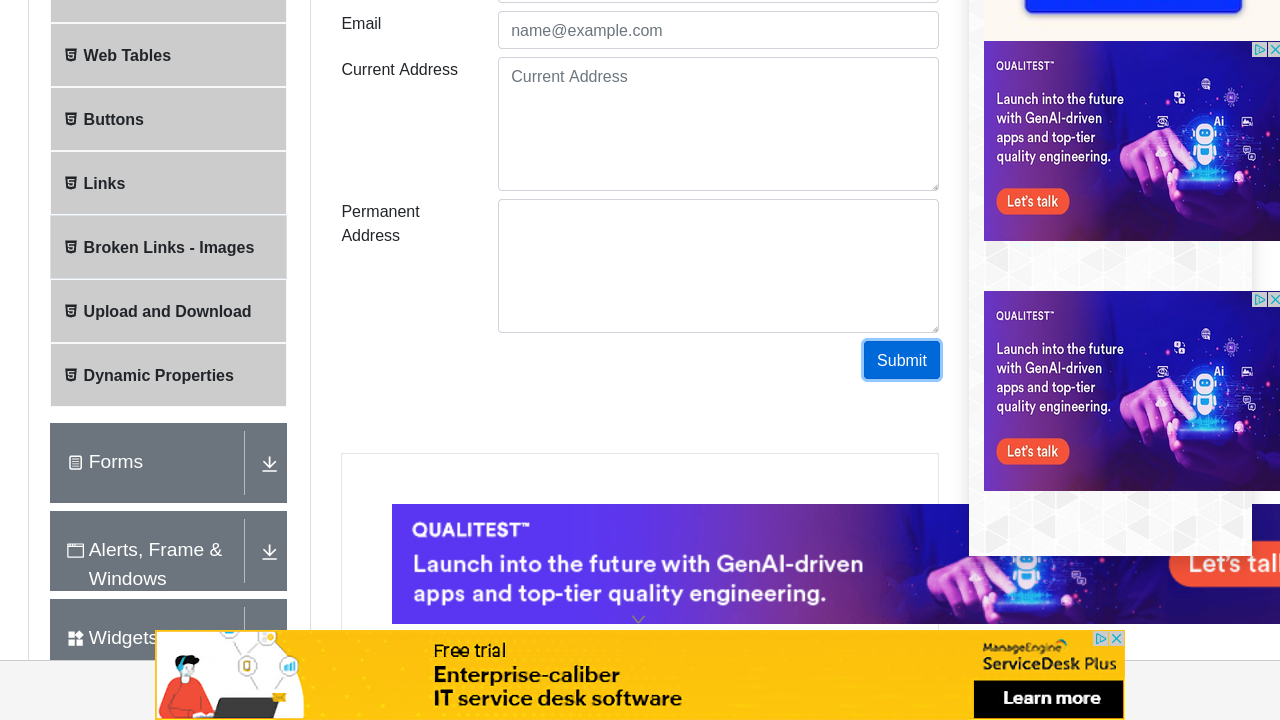 Web Tables
Buttons
Links
Broken Links - Images
Upload and Download
Dynamic Properties
Forms
Alerts, Frame &
Windows
Widgets
Email
name@example.com
Current Address
Current Address
Permanent
Address
Submit
QUALITEST™
Launch into the future with GenAI-driven
apps and top-tier quality engineering.
Let's tal
QUALITEST™
Launch into the future
with GenAI-driven
apps and top-tier
quality engineering.
Let's talk
Ai
QUALITEST™
Launch into the future
with GenAI-driven
apps and top-tier
quality engineering.
Let's talk
Ai
Free trial
Enterprise-caliber
IT service desk software
ManageEngine
ServiceDesk Plus
Learn more